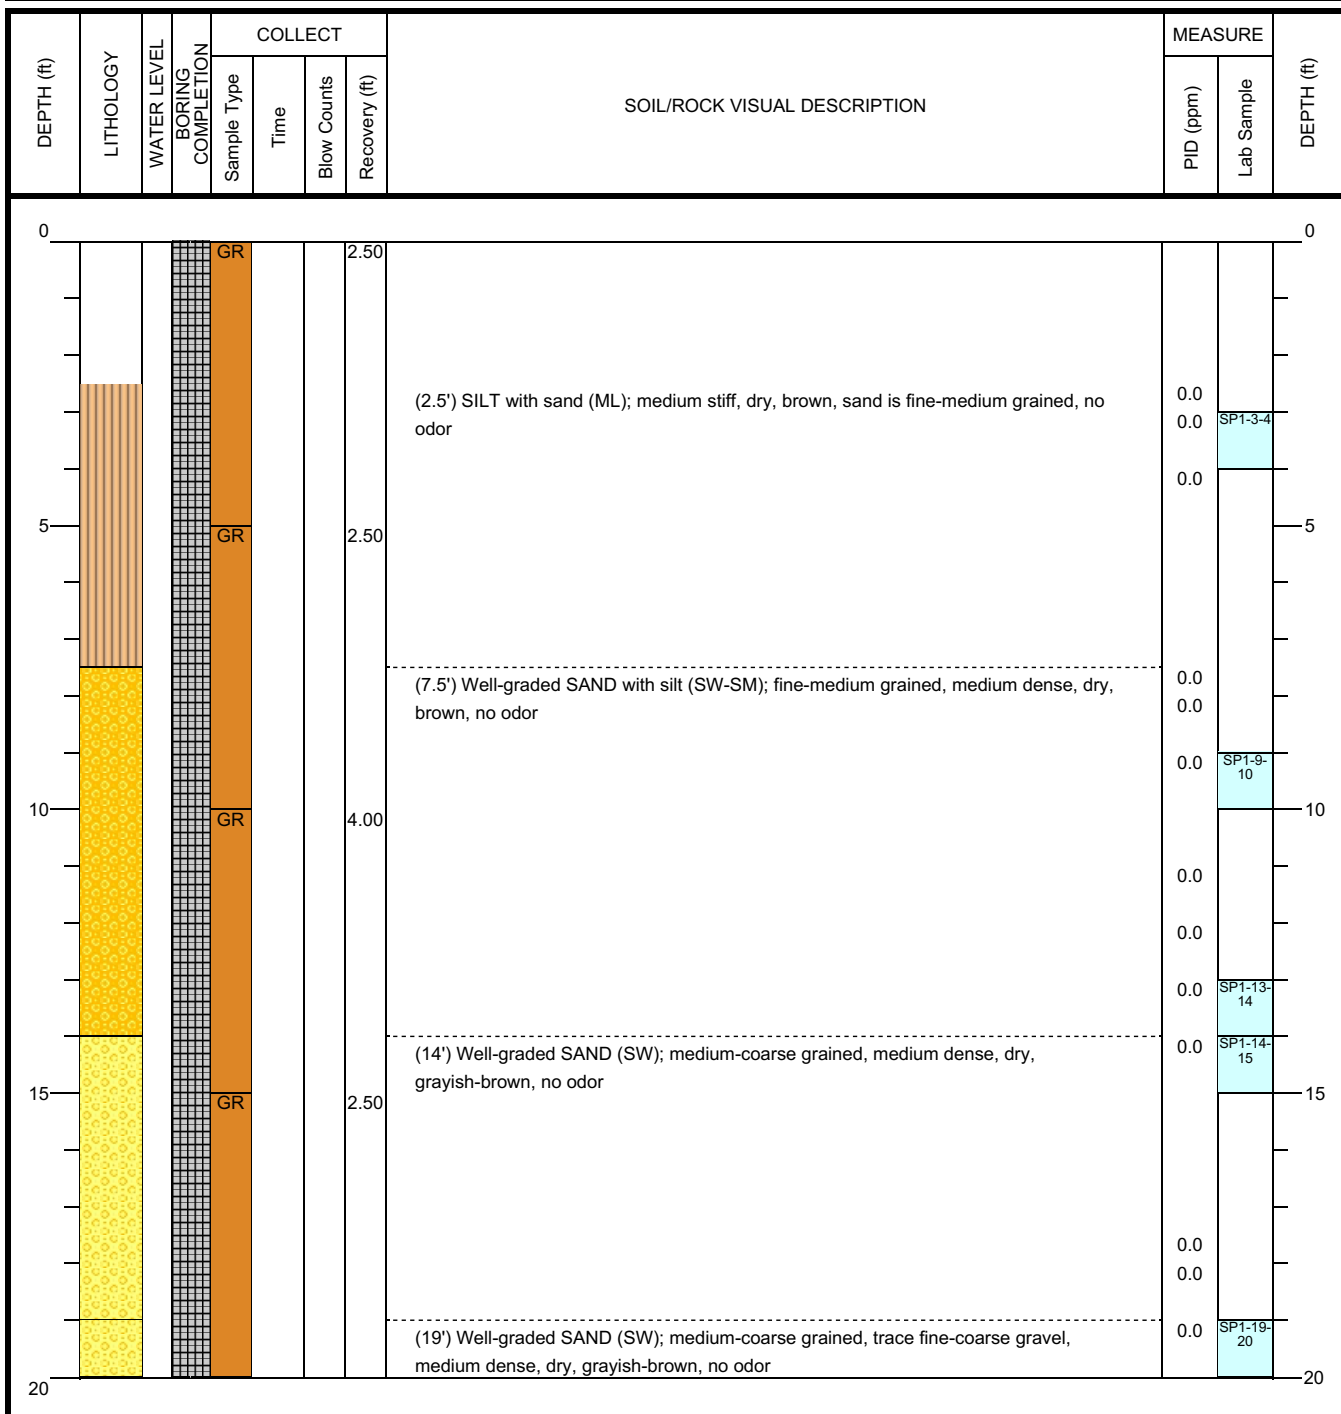 DEPTH (ft)
LITHOLOGY
WATER LEVEL
BORING
COMPLETION
COLLECT
Sample Type
Time
Blow Counts
Recovery (ft)
SOIL/ROCK VISUAL DESCRIPTION
MEASURE
PID (ppm)
Lab Sample
DEPTH (ft)
0
0
GR
2.50
(2.5') SILT with sand (ML); medium stiff, dry, brown, sand is fine-medium grained, no
odor
0.0
0.0
SP1-3-4
0.0
5
5
GR
2.50
(7.5') Well-graded SAND with silt (SW-SM); fine-medium grained, medium dense, dry,
brown, no odor
0.0
0.0
0.0
SP1-9-
10
10
10
GR
4.00
0.0
0.0
0.0
SP1-13-
14
(14') Well-graded SAND (SW); medium-coarse grained, medium dense, dry,
grayish-brown, no odor
0.0
SP1-14-
15
15
15
GR
2.50
0.0
0.0
(19') Well-graded SAND (SW); medium-coarse grained, trace fine-coarse gravel,
medium dense, dry, grayish-brown, no odor
0.0
SP1-19-
20
20
20